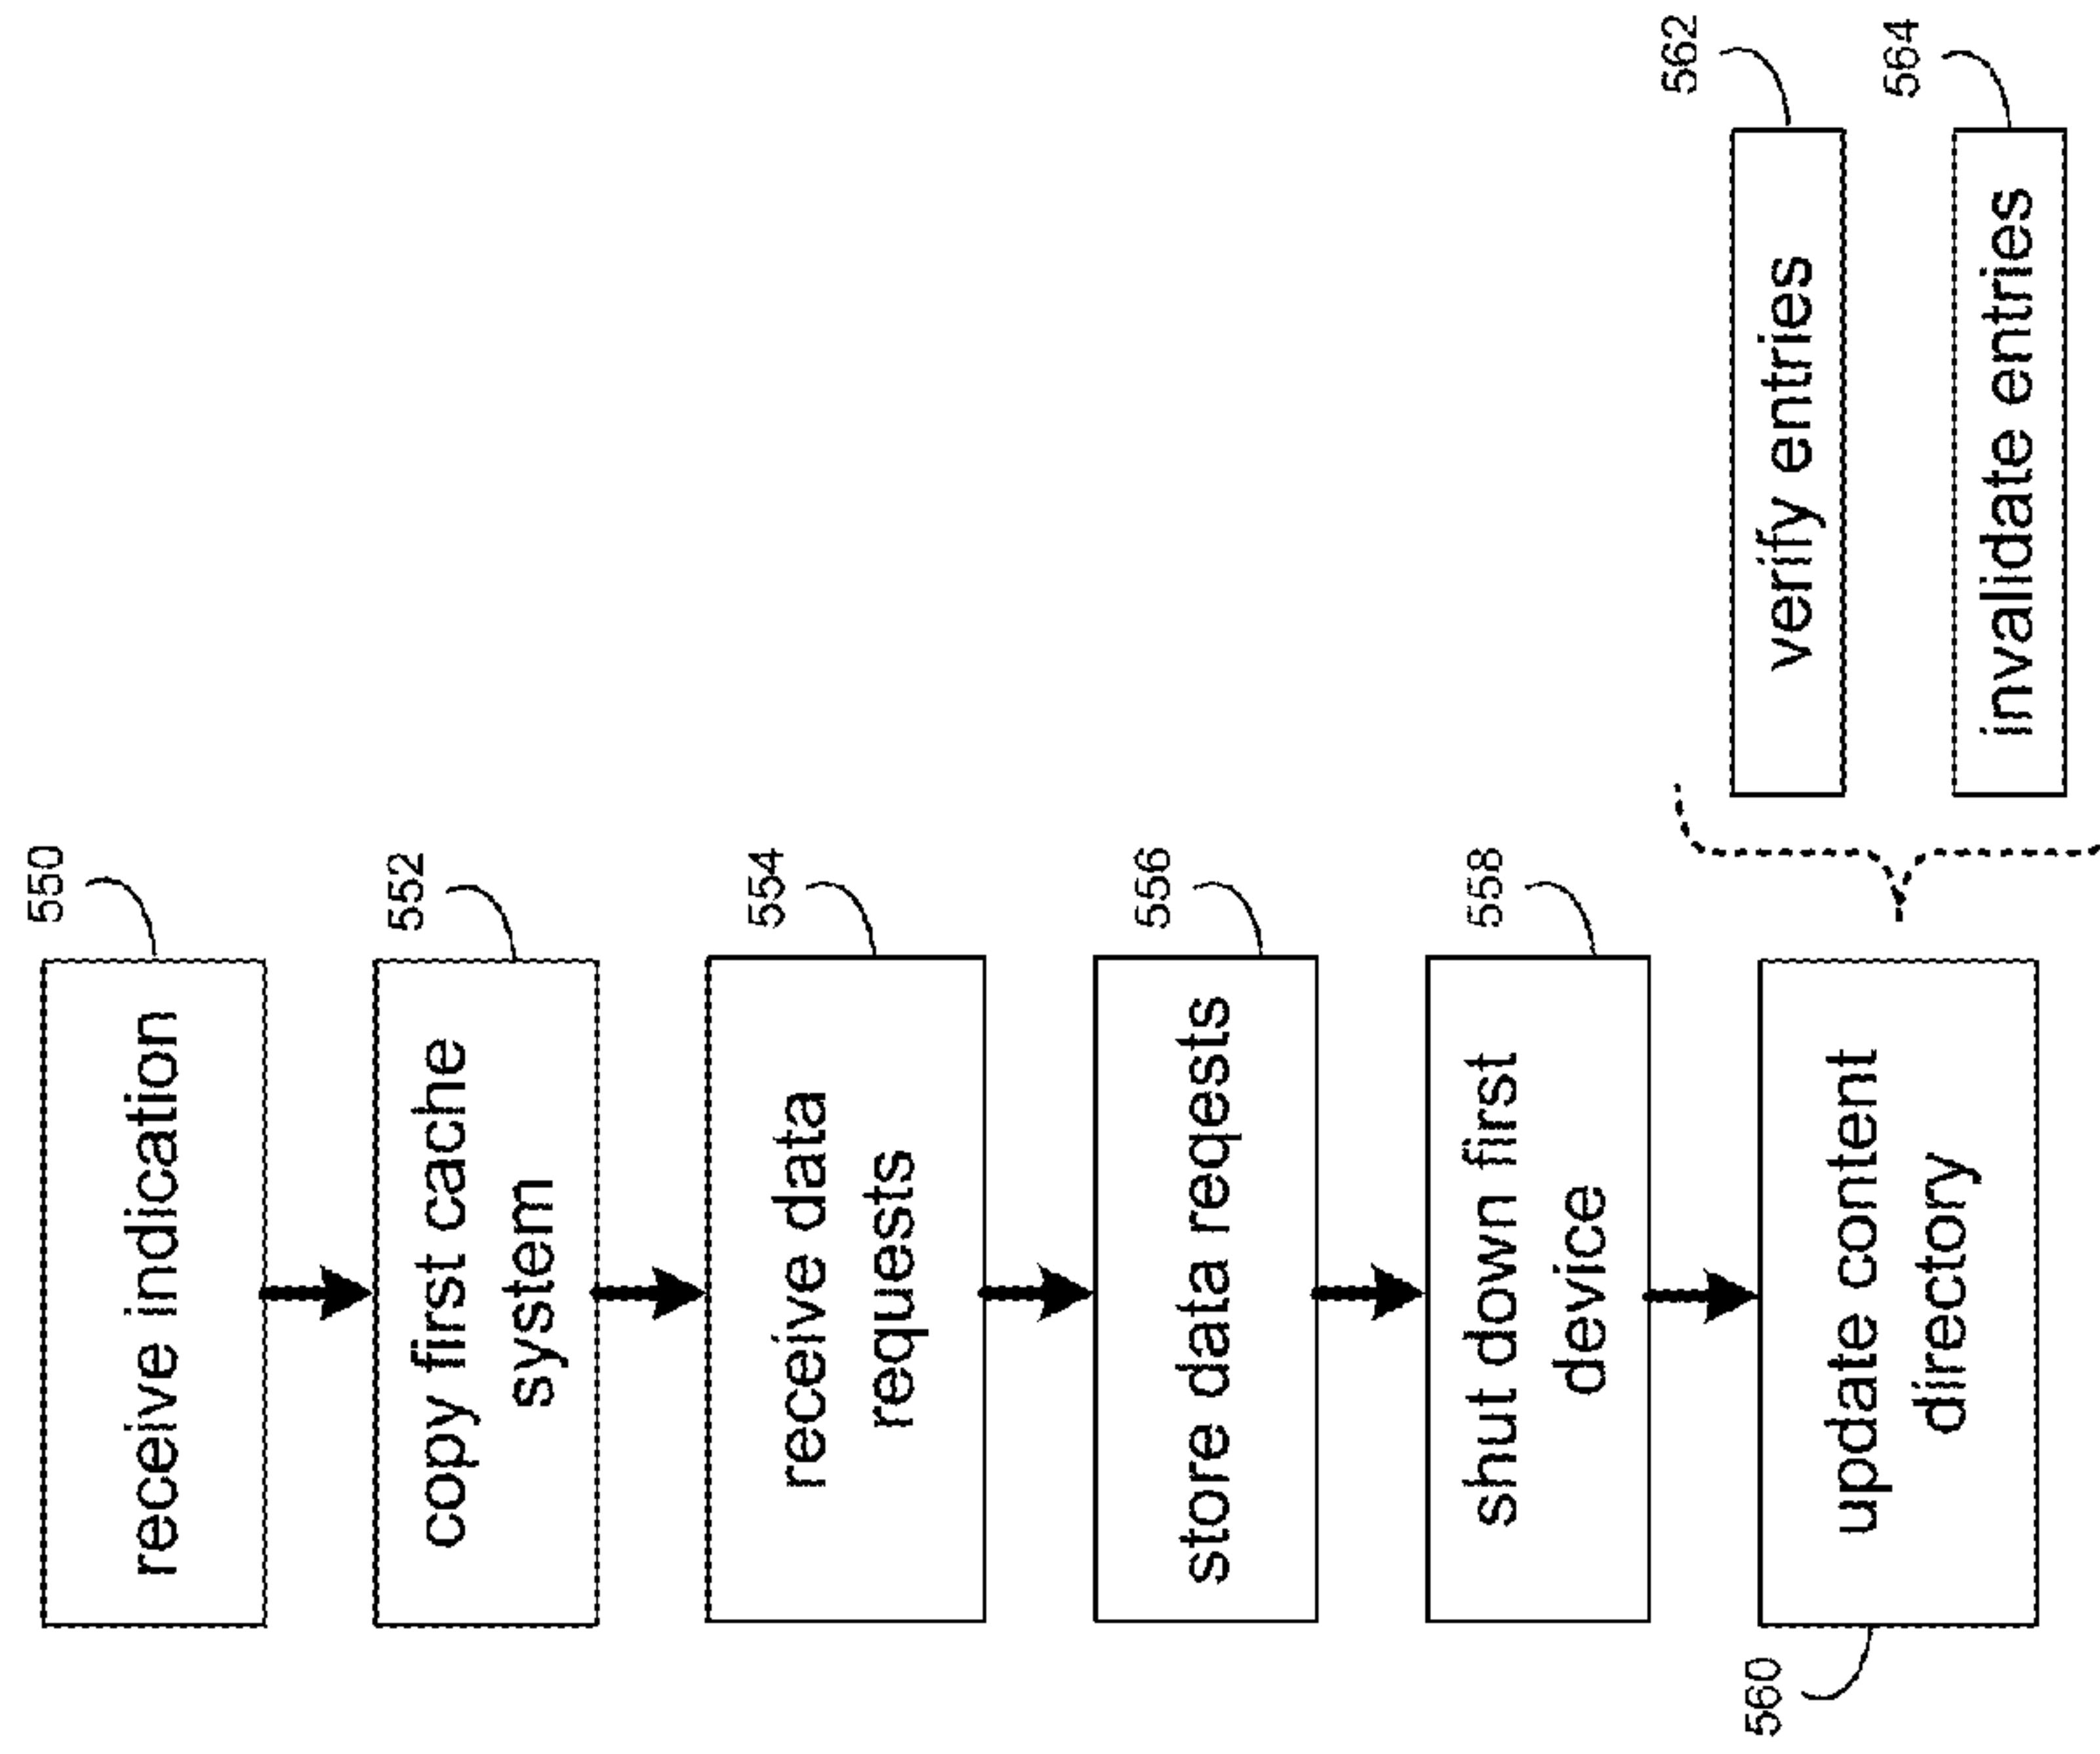 550
receive indication
552
copy first cache
system
554
receive data
requests
556
store data reqests
558
shut down first
device
560
update content
directory
562
verify entries
564
invalidate entries